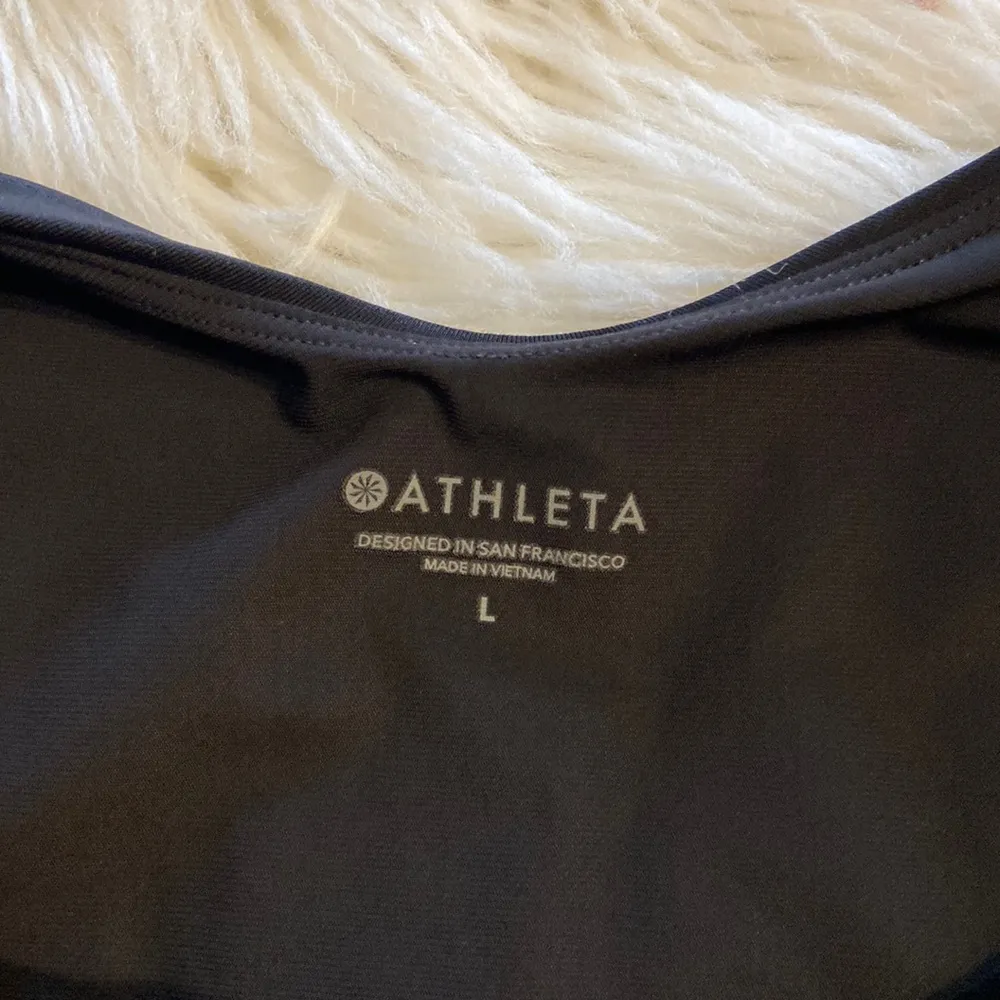 ATHLETA
DESIGNED IN SAN FRANCISCO
MADE IN VIETNAM
L